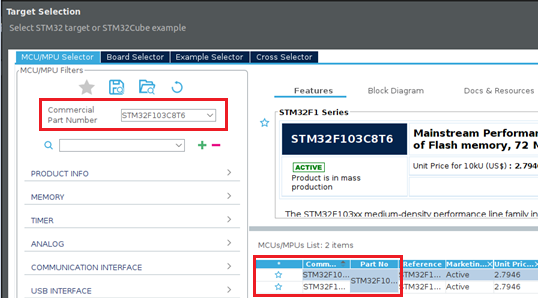 Target Selection
Select STM32 target or STM32Cube example
MCU/MPU Selector Board Selector Example Selector Cross Selector
MCU/MPU Filters
Commercial
Part Number
STM32F103C8T6
PRODUCT INFO
MEMORY
TIMER
ANALOG
COMMUNICATION INTERFACE
USB INTERFACE
Features Block Diagram Docs & Resources
STM32F1 Series
STM32F103C8T6
Mainstream Performan
of Flash memory, 72 M
ACTIVE
Product is in mass
production
Unit Price for 10kU (US$) : 2.7946
The STM32F103xx medium-density performance line family in
MCUs/MPUs List: 2 items
* Comm... Part No Reference Marketin... Unit Pric...
STM32F10... STM32F10... STM32F1... Active 2.7946
STM32F1... STM32F1... Active 2.7946